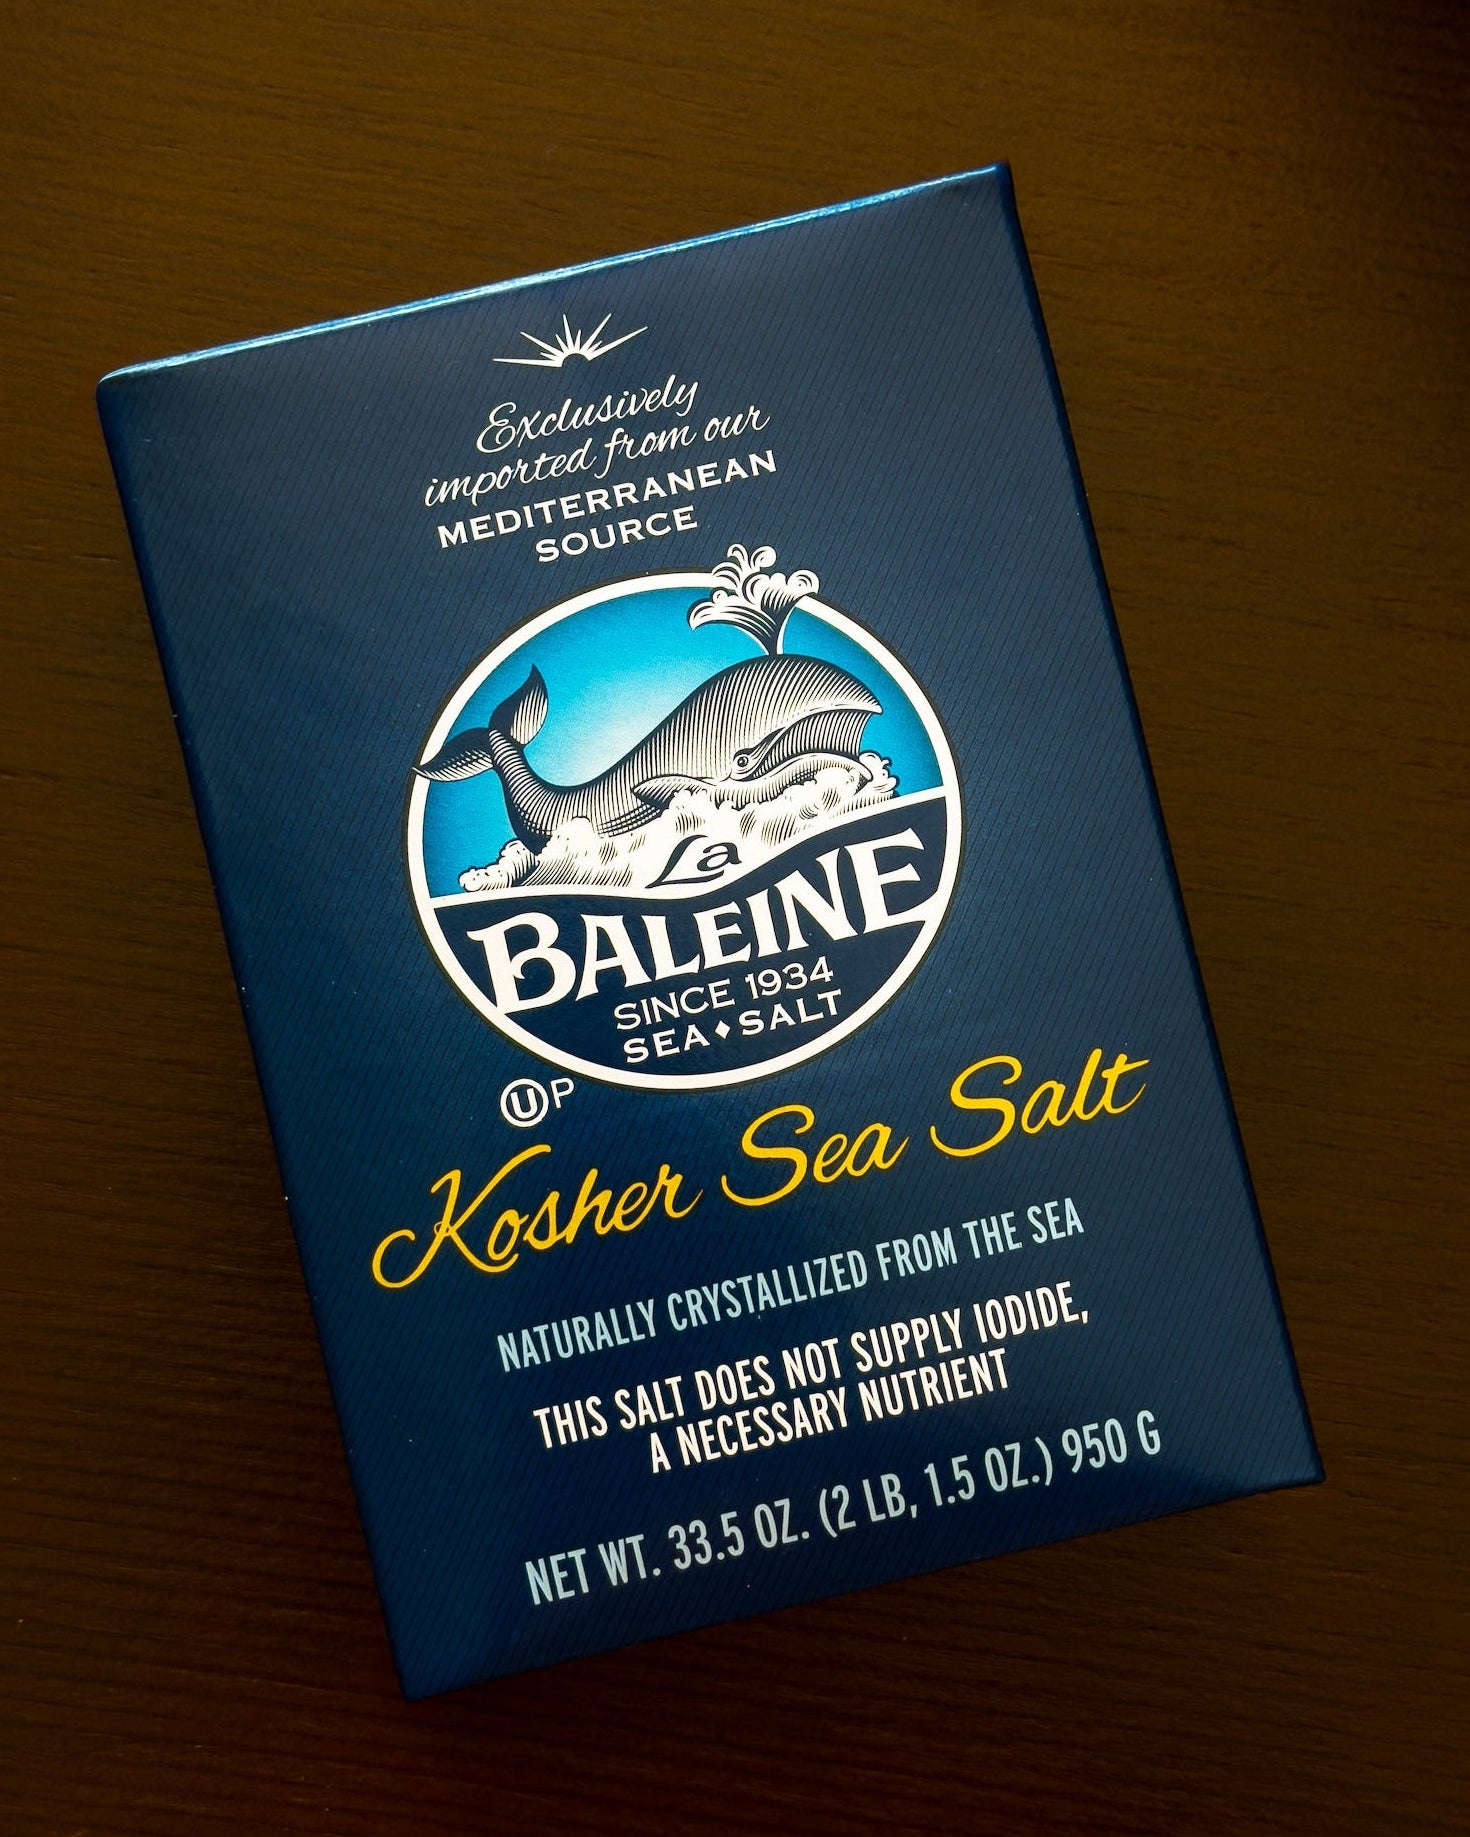 Exclusively
imported from our
MEDITERRANEAN
SOURCE
La
BALEINE
SINCE 1934
SEA♦SALT
Ⓤ P
Kosher Sea Salt
NATURALLY CRYSTALLIZED FROM THE SEA
THIS SALT DOES NOT SUPPLY IODIDE,
A NECESSARY NUTRIENT
NET WT. 33.5 OZ. (2 LB, 1.5 OZ.) 950 G